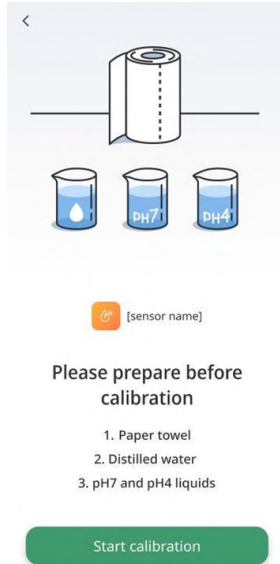 PH7
PH4
[sensor name]
Please prepare before
calibration
1. Paper towel
2. Distilled water
3. pH7 and pH4 liquids
Start calibration